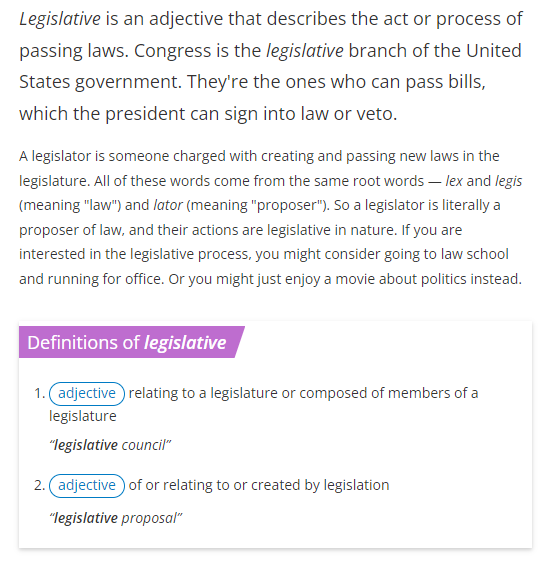 Legislative is an adjective that describes the act or process of
passing laws. Congress is the legislative branch of the United
States government. They're the ones who can pass bills,
which the president can sign into law or veto.
A legislator is someone charged with creating and passing new laws in the
legislature. All of these words come from the same root words — lex and legis
(meaning "law") and lator (meaning "proposer"). So a legislator is literally a
proposer of law, and their actions are legislative in nature. If you are
interested in the legislative process, you might consider going to law school
and running for office. Or you might just enjoy a movie about politics instead.
Definitions of legislative
1. adjective relating to a legislature or composed of members of a
legislature
“legislative council”
2. adjective of or relating to or created by legislation
“legislative proposal”